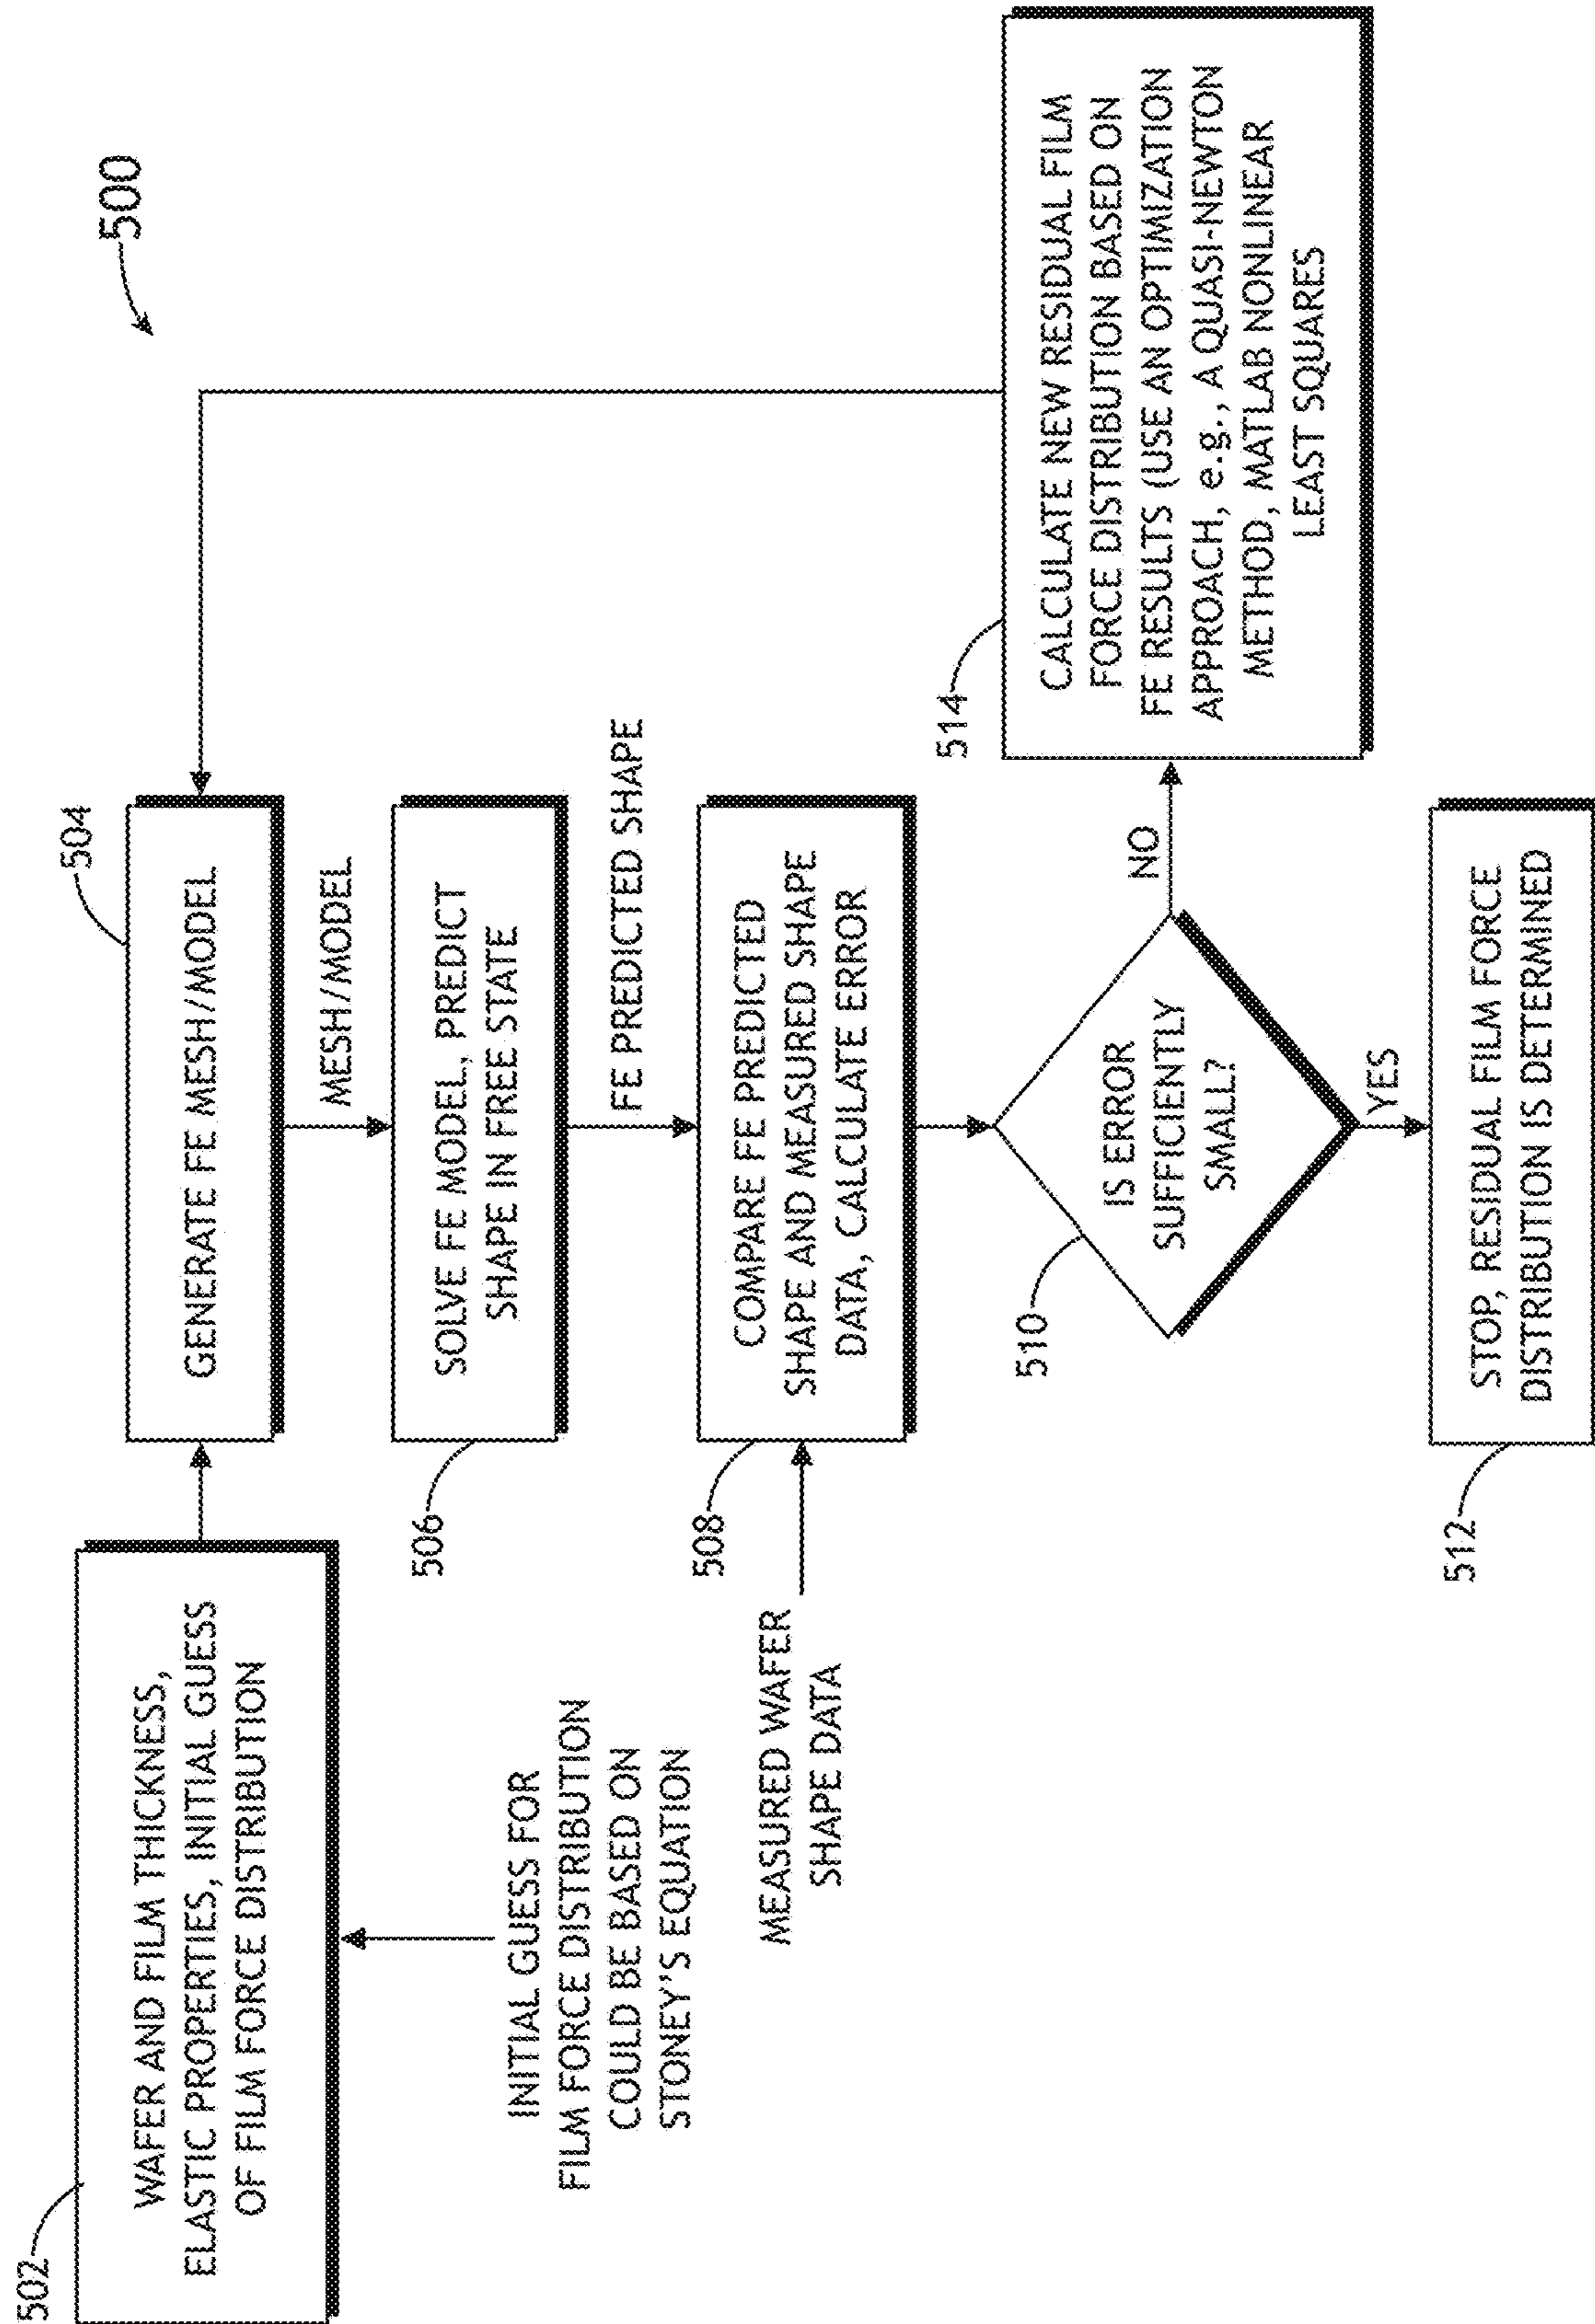 500
502
WAFER AND FILM THICKNESS,
ELASTIC PROPERTIES, INITIAL GUESS
OF FILM FORCE DISTRIBUTION
INITIAL GUESS FOR
FILM FORCE DISTRIBUTION
COULD BE BASED ON
STONEY'S EQUATION
504
GENERATE FE MESH/MODEL
MESH/MODEL
506
SOLVE FE MODEL, PREDICT
SHAPE IN FREE STATE
FE PREDICTED SHAPE
MEASURED WAFER
SHAPE DATA
508
COMPARE FE PREDICTED
SHAPE AND MEASURED SHAPE
DATA, CALCULATE ERROR
510
IS ERROR
SUFFICIENTLY
SMALL?
NO
YES
514
CALCULATE NEW RESIDUAL FILM
FORCE DISTRIBUTION BASED ON
FE RESULTS (USE AN OPTIMIZATION
APPROACH, e.g., A QUASI-NEWTON
METHOD, MATLAB NONLINEAR
LEAST SQUARES
512
STOP, RESIDUAL FILM FORCE
DISTRIBUTION IS DETERMINED